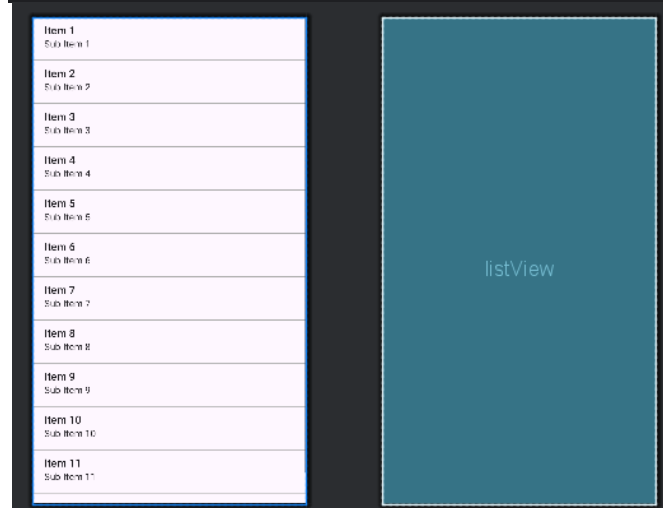 Item 1
Sub Item 1
Item 2
Sub Item 2
Item 3
Sub Item 3
Item 4
Sub Item 4
Item 5
Sub Item 5
Item 6
Sub Item 6
Item 7
Sub Item 7
Item 8
Sub Item 8
Item 9
Sub Item 9
Item 10
Sub Item 10
Item 11
Sub Item 11
listView